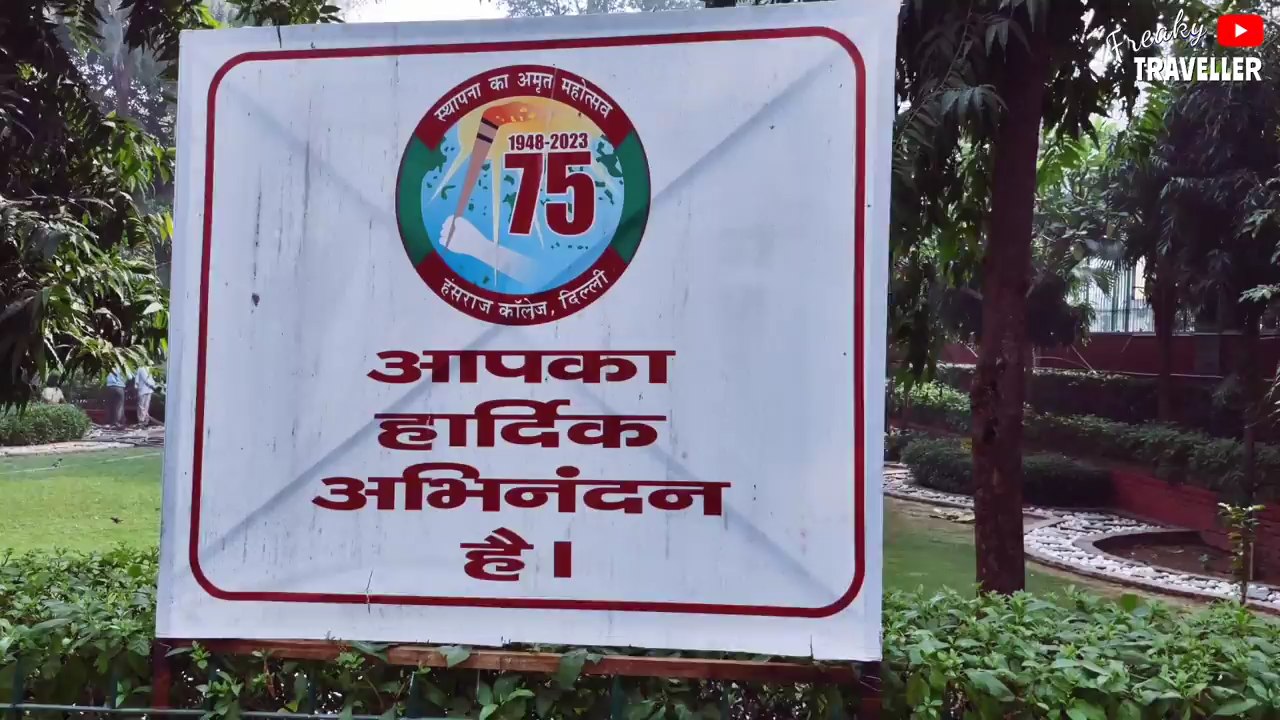 Freaky
TRAVELLER
स्थापना का अमृत महोत्सव
1948-2023
75
हंसराज कॉलेज, दिल्ली
आपका
हार्दिक
अभिनंदन
है।